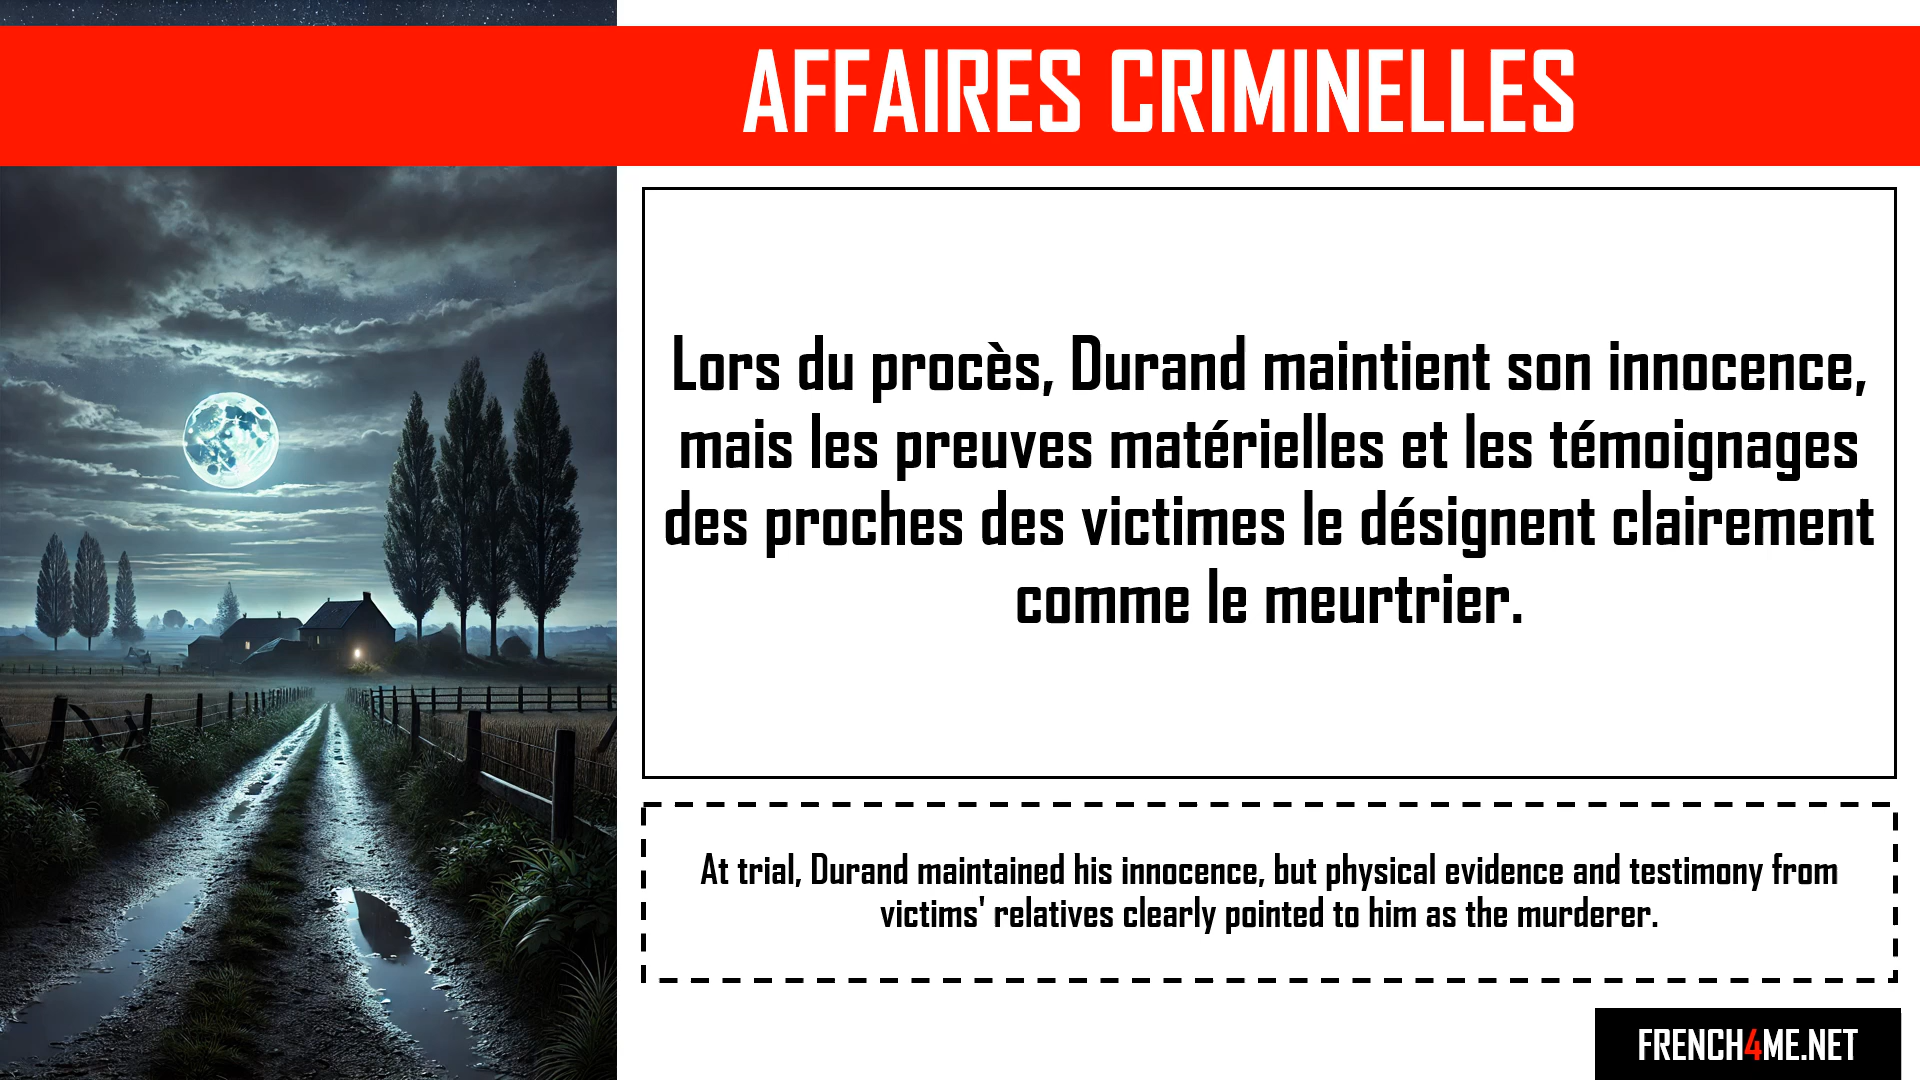 AFFAIRES CRIMINELLES
Lors du procès, Durand maintient son innocence,
mais les preuves matérielles et les témoignages
des proches des victimes le désignent clairement
comme le meurtrier.
At trial, Durand maintained his innocence, but physical evidence and testimony from
victims' relatives clearly pointed to him as the murderer.
FRENCH4ME.NET